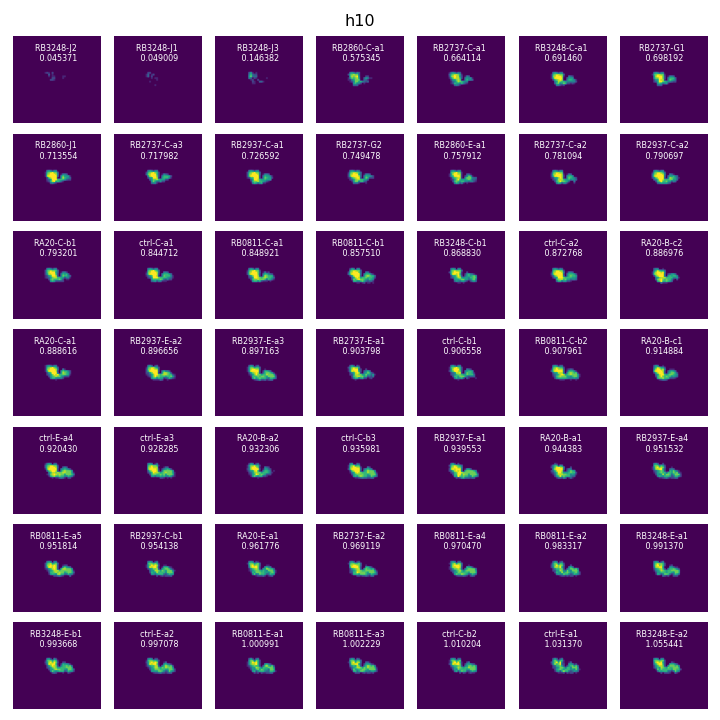 h10
RB3248-J2
0.045371
RB3248-J1
0.049009
RB3248-J3
0.146382
RB2860-C-a1
0.575345
RB2737-C-a1
0.664114
RB3248-C-a1
0.691460
RB2737-G1
0.698192
RB2860-J1
0.713554
RB2737-C-a3
0.717982
RB2937-C-a1
0.726592
RB2737-G2
0.749478
RB2860-E-a1
0.757912
RB2737-C-a2
0.781094
RB2937-C-a2
0.790697
RA20-C-b1
0.793201
ctrl-C-a1
0.844712
RB0811-C-a1
0.848921
RB0811-C-b1
0.857510
RB3248-C-b1
0.868830
ctrl-C-a2
0.872768
RA20-B-c2
0.886976
RA20-C-a1
0.888616
RB2937-E-a2
0.896656
RB2937-E-a3
0.897163
RB2737-E-a1
0.903798
ctrl-C-b1
0.906558
RB0811-C-b2
0.907961
RA20-B-c1
0.914884
ctrl-E-a4
0.920430
ctrl-E-a3
0.928285
RA20-B-a2
0.932306
ctrl-C-b3
0.935981
RB2937-E-a1
0.939553
RA20-B-a1
0.944383
RB2937-E-a4
0.951532
RB0811-E-a5
0.951814
RB2937-C-b1
0.954138
RA20-E-a1
0.961776
RB2737-E-a2
0.969119
RB0811-E-a4
0.970470
RB0811-E-a2
0.983317
RB3248-E-a1
0.991370
RB3248-E-b1
0.993668
ctrl-E-a2
0.997078
RB0811-E-a1
1.000991
RB0811-E-a3
1.002229
ctrl-C-b2
1.010204
ctrl-E-a1
1.031370
RB3248-E-a2
1.055441